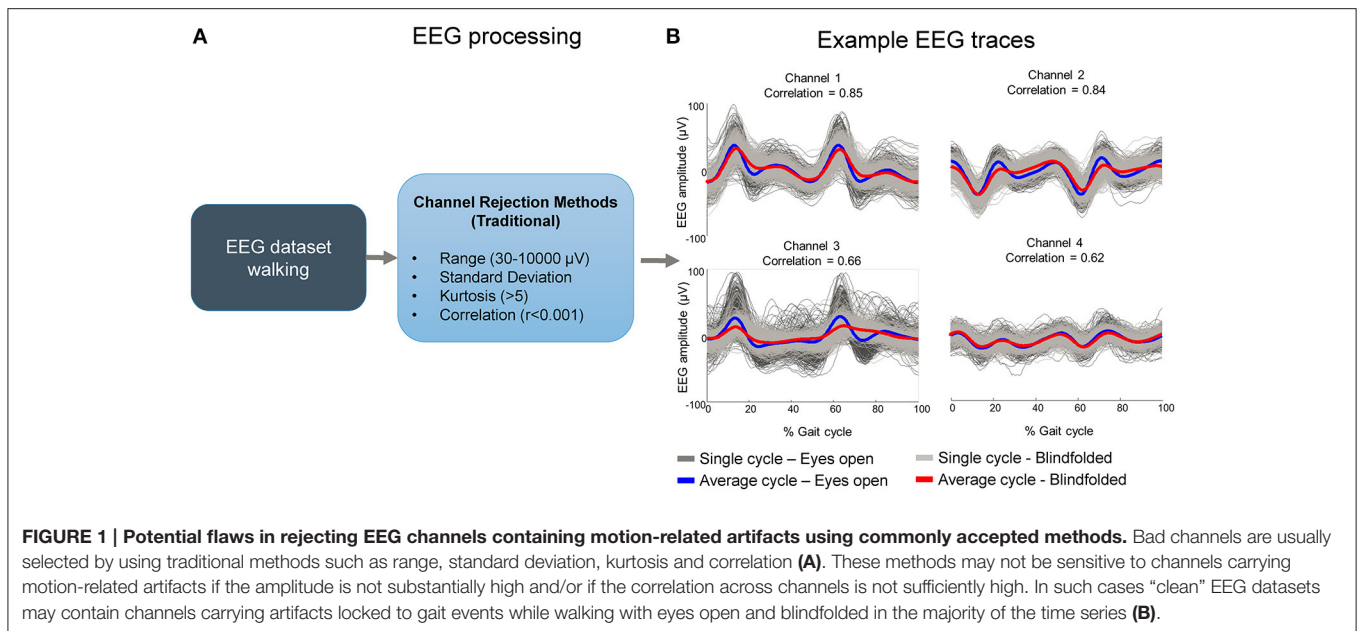 A
EEG processing
B
Example EEG traces
EEG dataset
walking
Channel Rejection Methods
(Traditional)
• Range (30-10000 µV)
• Standard Deviation
• Kurtosis (>5)
• Correlation (r<0.001)
Channel 1
Correlation = 0.85
Channel 2
Correlation = 0.84
100
0
-100
EEG amplitude (µV)
Channel 3
Correlation = 0.66
Channel 4
Correlation = 0.62
100
0
-100
EEG amplitude (µV)
0 20 40 60 80 100
0 20 40 60 80 100
% Gait cycle
% Gait cycle
Single cycle – Eyes open
Single cycle - Blindfolded
Average cycle – Eyes open
Average cycle - Blindfolded
FIGURE 1 | Potential flaws in rejecting EEG channels containing motion-related artifacts using commonly accepted methods. Bad channels are usually
selected by using traditional methods such as range, standard deviation, kurtosis and correlation (A). These methods may not be sensitive to channels carrying
motion-related artifacts if the amplitude is not substantially high and/or if the correlation across channels is not sufficiently high. In such cases “clean” EEG datasets
may contain channels carrying artifacts locked to gait events while walking with eyes open and blindfolded in the majority of the time series (B).